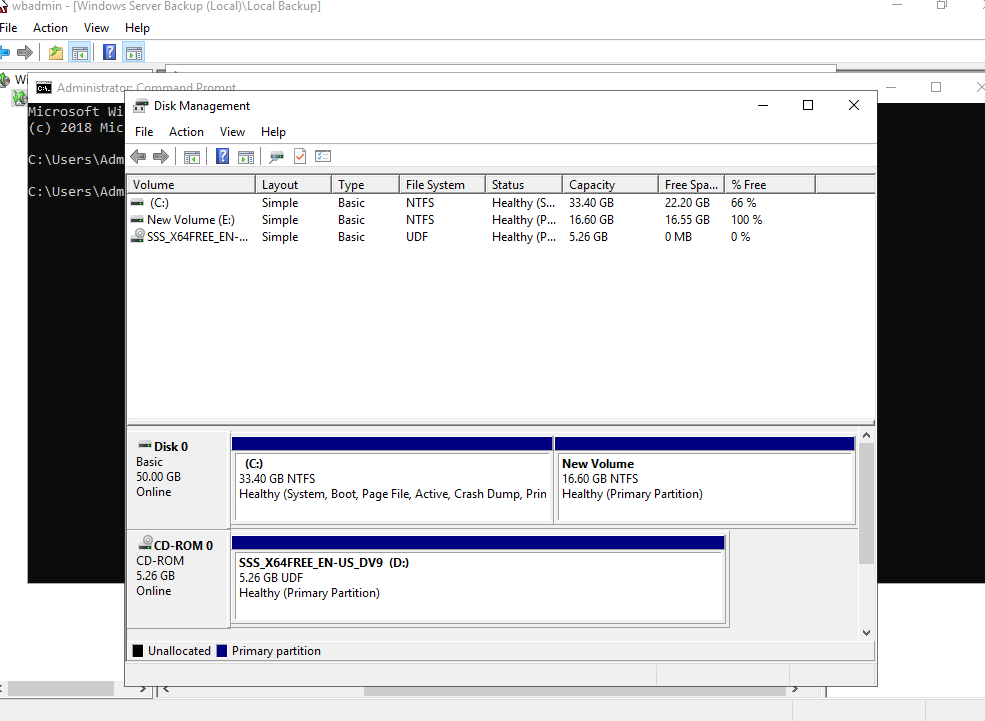 wbadmin - [Windows Server Backup (Local)\Local Backup]
File Action View Help
Administrator: Command Prompt
Microsoft Wi
(c) 2018 Mic
C:\Users\Adm
C:\Users\Adm
Disk Management
File Action View Help
Volume Layout Type File System Status Capacity Free Spa... % Free
(C:) Simple Basic NTFS Healthy (S... 33.40 GB 22.20 GB 66 %
New Volume (E:) Simple Basic NTFS Healthy (P... 16.60 GB 16.55 GB 100 %
SSS_X64FREE_EN-... Simple Basic UDF Healthy (P... 5.26 GB 0 MB 0 %
Disk 0
Basic
50.00 GB
Online
(C:)
33.40 GB NTFS
Healthy (System, Boot, Page File, Active, Crash Dump, Prin
New Volume
16.60 GB NTFS
Healthy (Primary Partition)
CD-ROM 0
CD-ROM
5.26 GB
Online
SSS_X64FREE_EN-US_DV9 (D:)
5.26 GB UDF
Healthy (Primary Partition)
Unallocated Primary partition